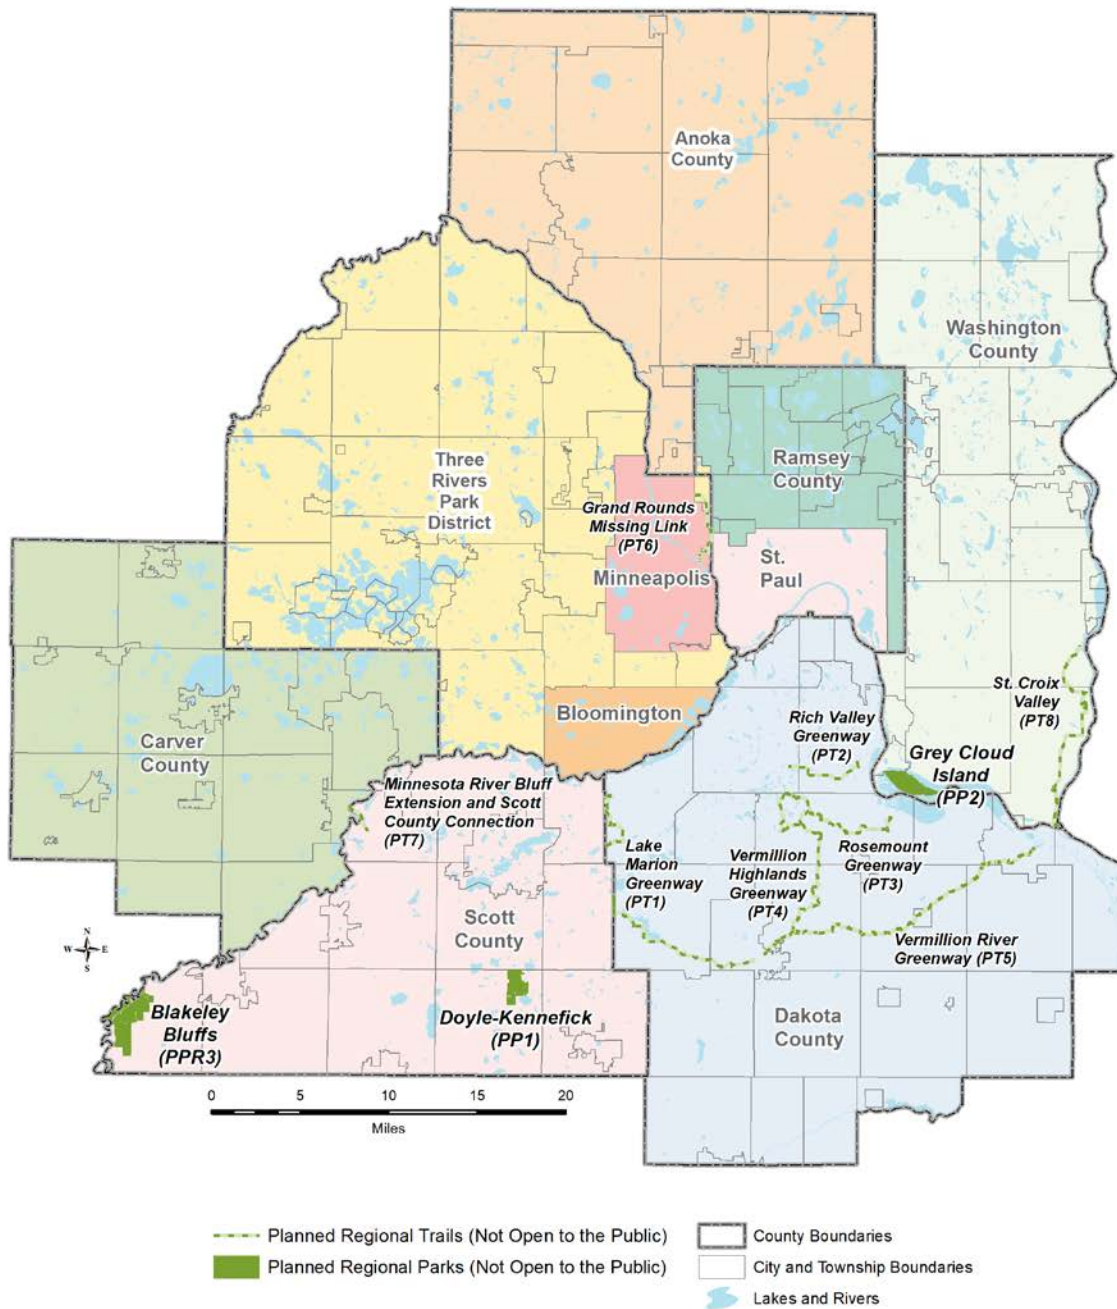 Anoka
County
Washington
County
Three
Rivers
Park
District
Ramsey
County
Grand Rounds
Missing Link
(PT6)
Minneapolis
St.
Paul
St. Croix
Valley
(PT8)
Bloomington
Rich Valley
Greenway
(PT2)
Carver
County
Grey Cloud
Island
(PP2)
Minnesota River Bluff
Extension and Scott
County Connection
(PT7)
Lake
Marion
Greenway
(PT1)
Vermillion
Highlands
Greenway
(PT4)
Rosemount
Greenway
(PT3)
Scott
County
Vermillion River
Greenway (PT5)
N
W E
S
Blakeley
Bluffs
(PPR3)
Doyle-Kennefick
(PP1)
Dakota
County
0 5 10 15 20
Miles
Planned Regional Trails (Not Open to the Public)
Planned Regional Parks (Not Open to the Public)
County Boundaries
City and Township Boundaries
Lakes and Rivers